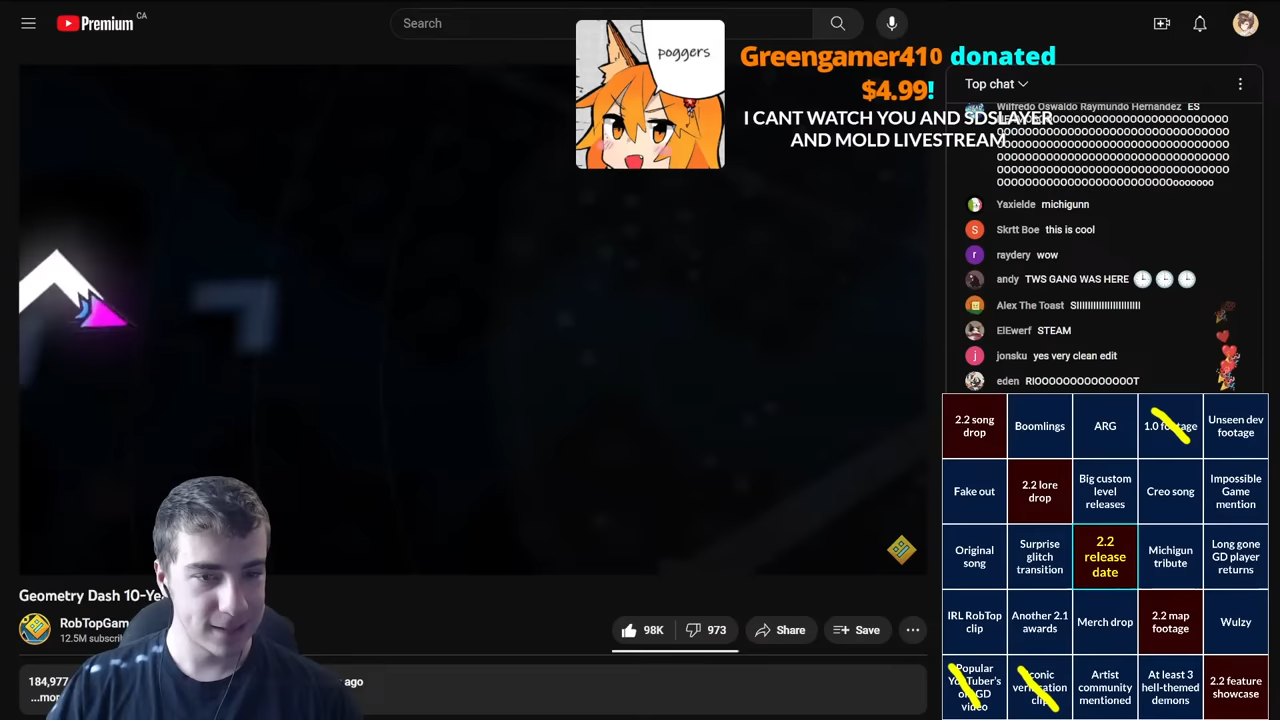 Premium CA
Search
poggers
Greengamer410 donated
$4.99!
I CANT WATCH YOU AND SDSLAYER
AND MOLD LIVESTREAM
Top chat
Wilfredo Oswaldo Raymundo Hernandez ES
Yaxielde michigunn
Skrtt Boe this is cool
raydery wow
andy TWS GANG WAS HERE
Alex The Toast
ElEwerf STEAM
jonsku yes very clean edit
eden
2.2 song
drop
Boomlings
ARG
1.0 footage
Unseen dev
footage
Fake out
2.2 lore
drop
Big custom
level
releases
Creo song
Impossible
Game
mention
Original
song
Surprise
glitch
transition
2.2
release
date
Michigun
tribute
Long gone
GD player
returns
IRL RobTop
clip
Another 2.1
awards
Merch drop
2.2 map
footage
Wulzy
Popular
YouTuber's
old GD
video
Iconic
verification
clip
Artist
community
mentioned
At least 3
hell-themed
demons
2.2 feature
showcase
Geometry Dash 10-Ye
RobTopGam
12.5M subscri
98K
973
Share
Save
184,977
ago
...mor